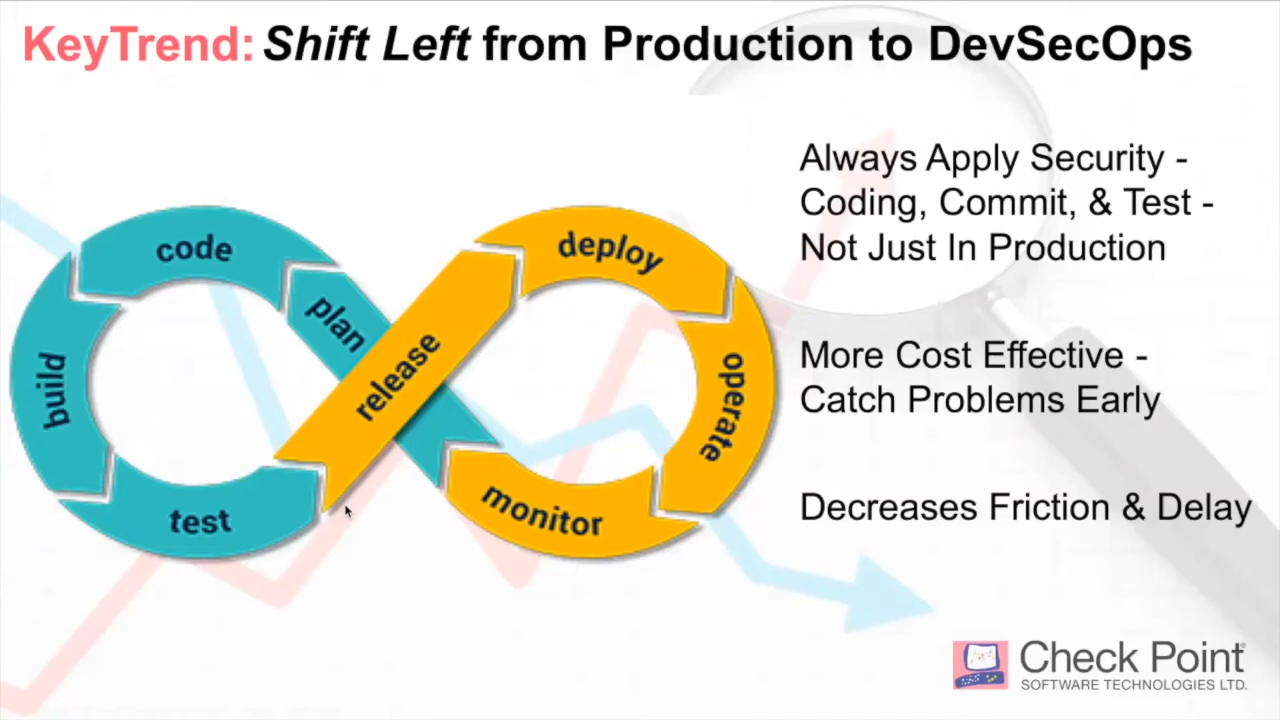 KeyTrend: Shift Left from Production to DevSecOps
code
plan
build
test
release
deploy
operate
monitor
Always Apply Security -
Coding, Commit, & Test -
Not Just In Production
More Cost Effective -
Catch Problems Early
Decreases Friction & Delay
Check Point
SOFTWARE TECHNOLOGIES LTD.